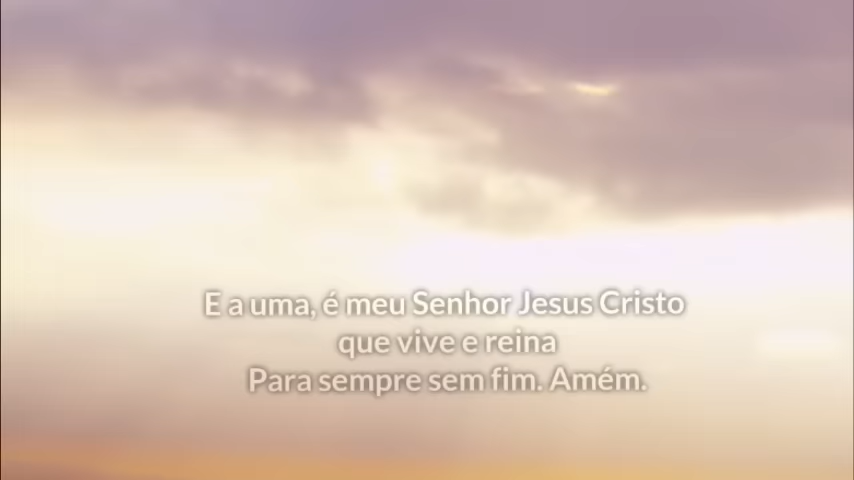 E a uma, é meu Senhor Jesus Cristo
que vive e reina
Para sempre sem fim. Amém.